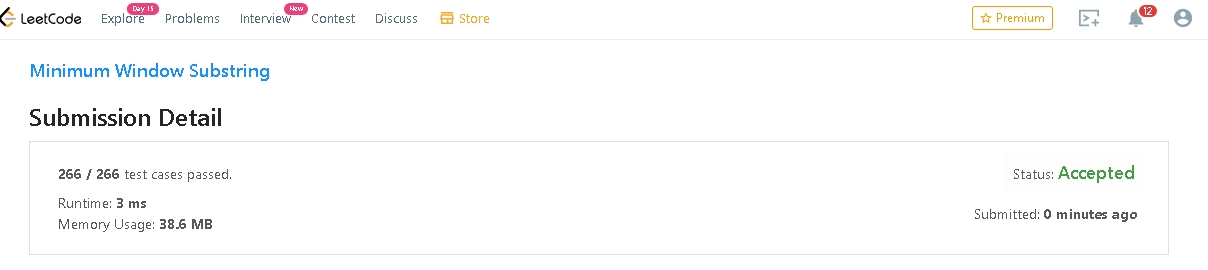 Day 15
New
12
LeetCode Explore Problems Interview Contest Discuss Store Premium
Minimum Window Substring
Submission Detail
266 / 266 test cases passed.
Status: Accepted
Runtime: 3 ms
Submitted: 0 minutes ago
Memory Usage: 38.6 MB